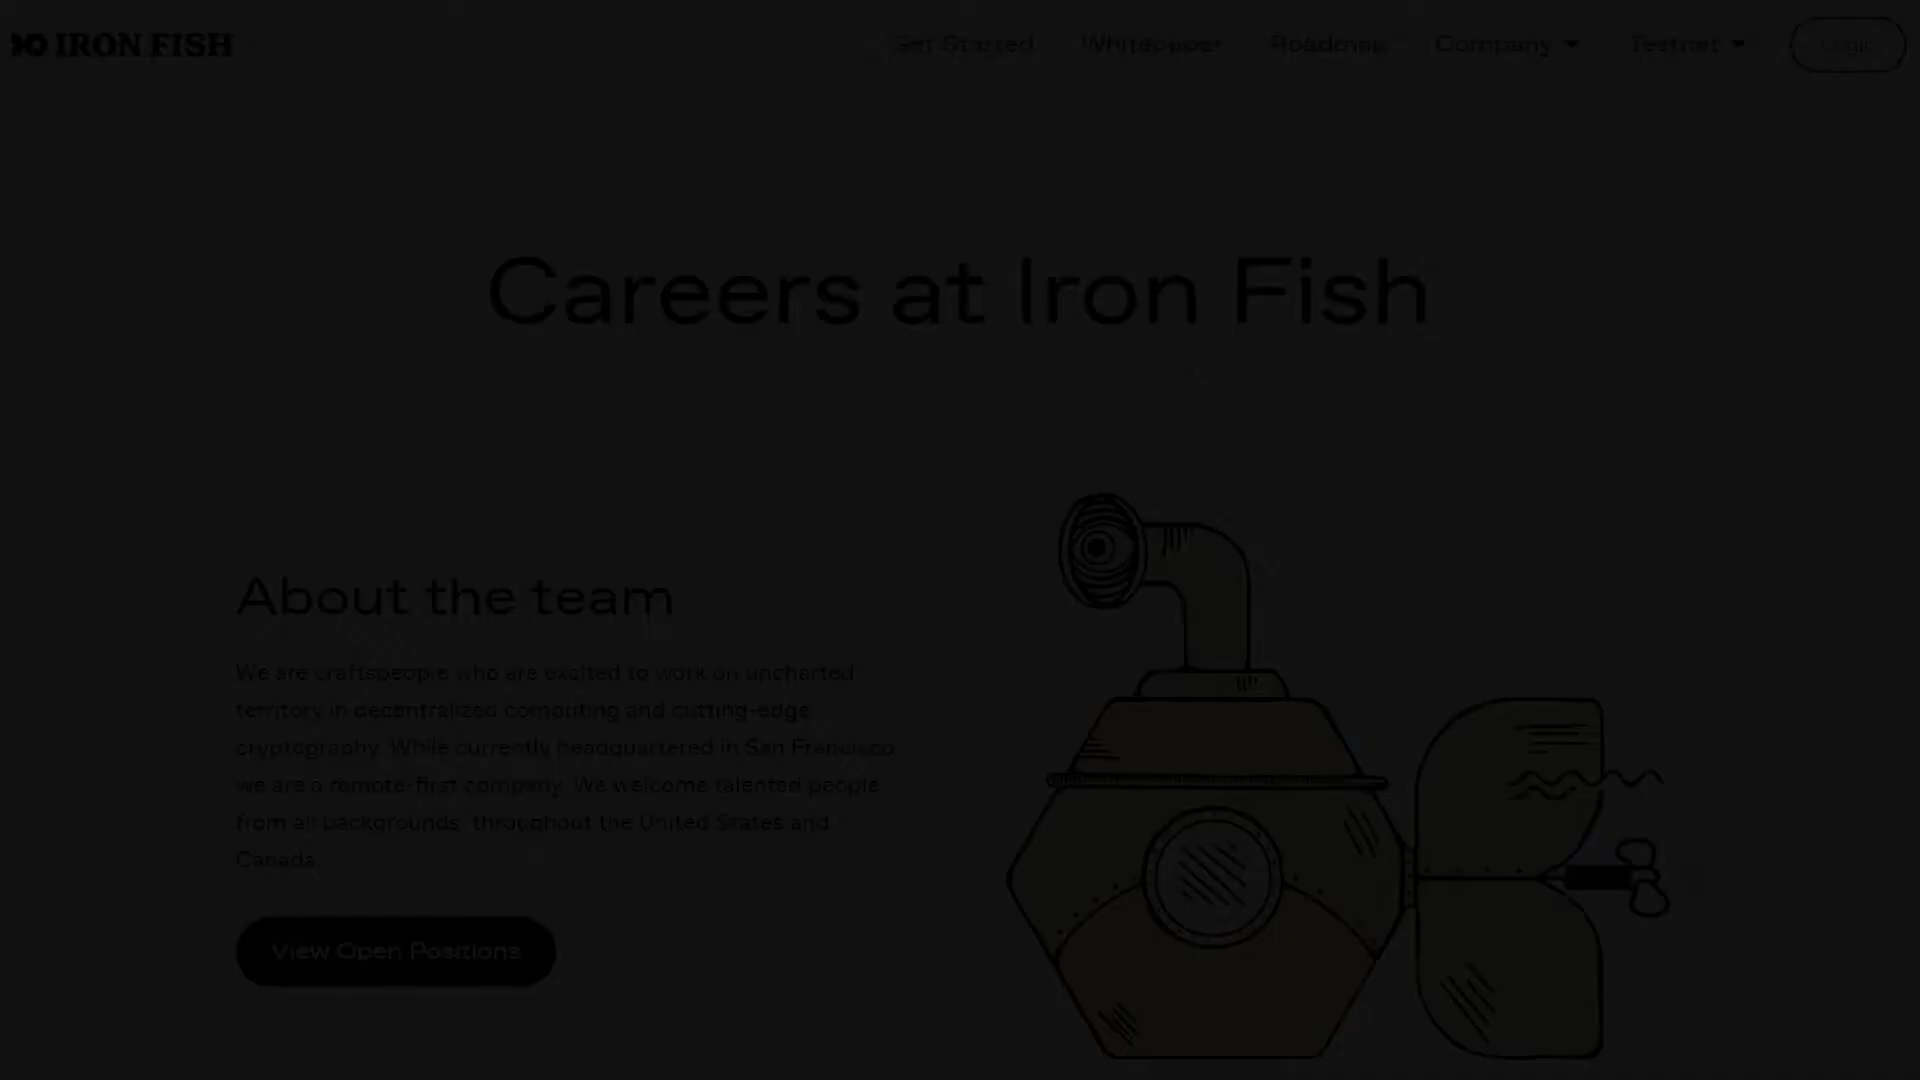 IRON FISH
Get Started
Whitepaper
Roadmap
Company
Testnet
Login
Careers at Iron Fish
About the team
We are craftspeople who are excited to work on uncharted
territory in decentralized computing and cutting-edge
cryptography. While currently headquartered in San Francisco
we are a remote-first company. We welcome talented people
from all backgrounds, throughout the United States and
Canada.
View Open Positions